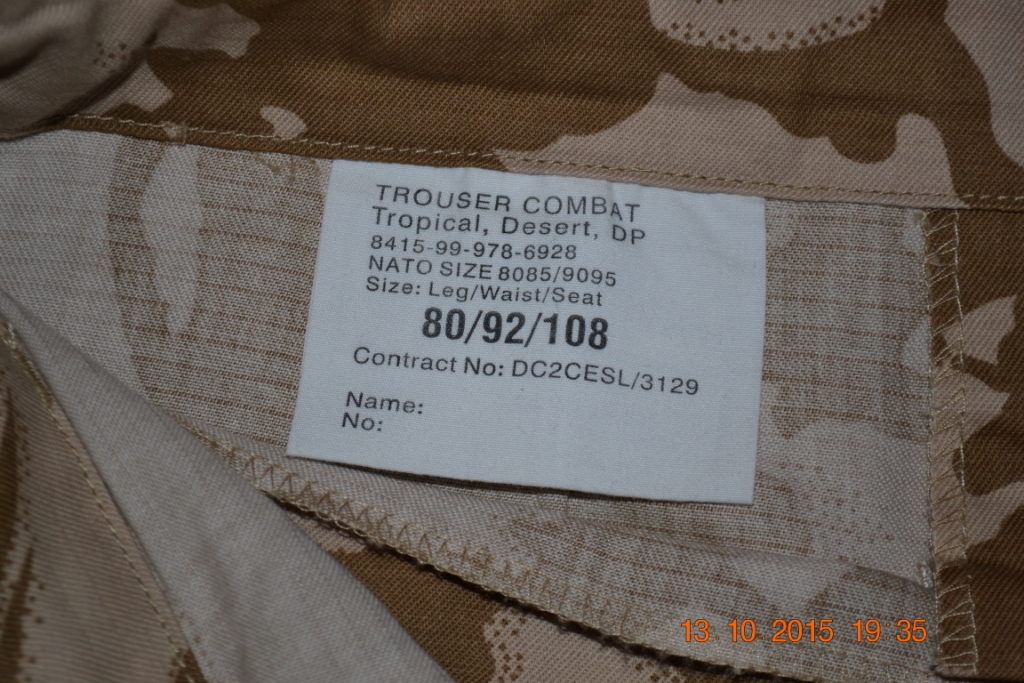 TROUSER COMBAT
Tropical, Desert, DP
8415-99-978-6928
NATO SIZE 8085/9095
Size: Leg/Waist/Seat
80/92/108
Contract No: DC2CESL/3129
Name:
No:
13 10 2015 19 35